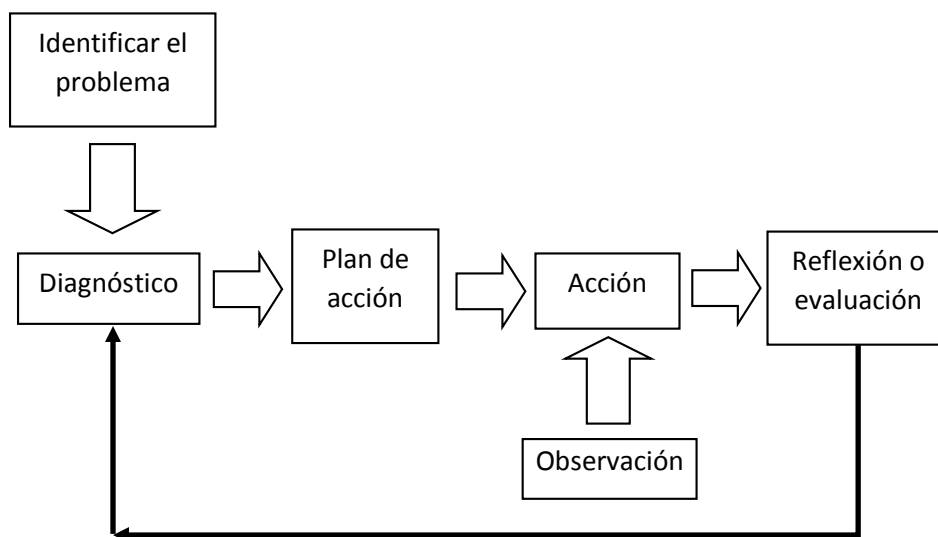 Identificar el
problema
Diagnóstico
Plan de
acción
Acción
Reflexión o
evaluación
Observación